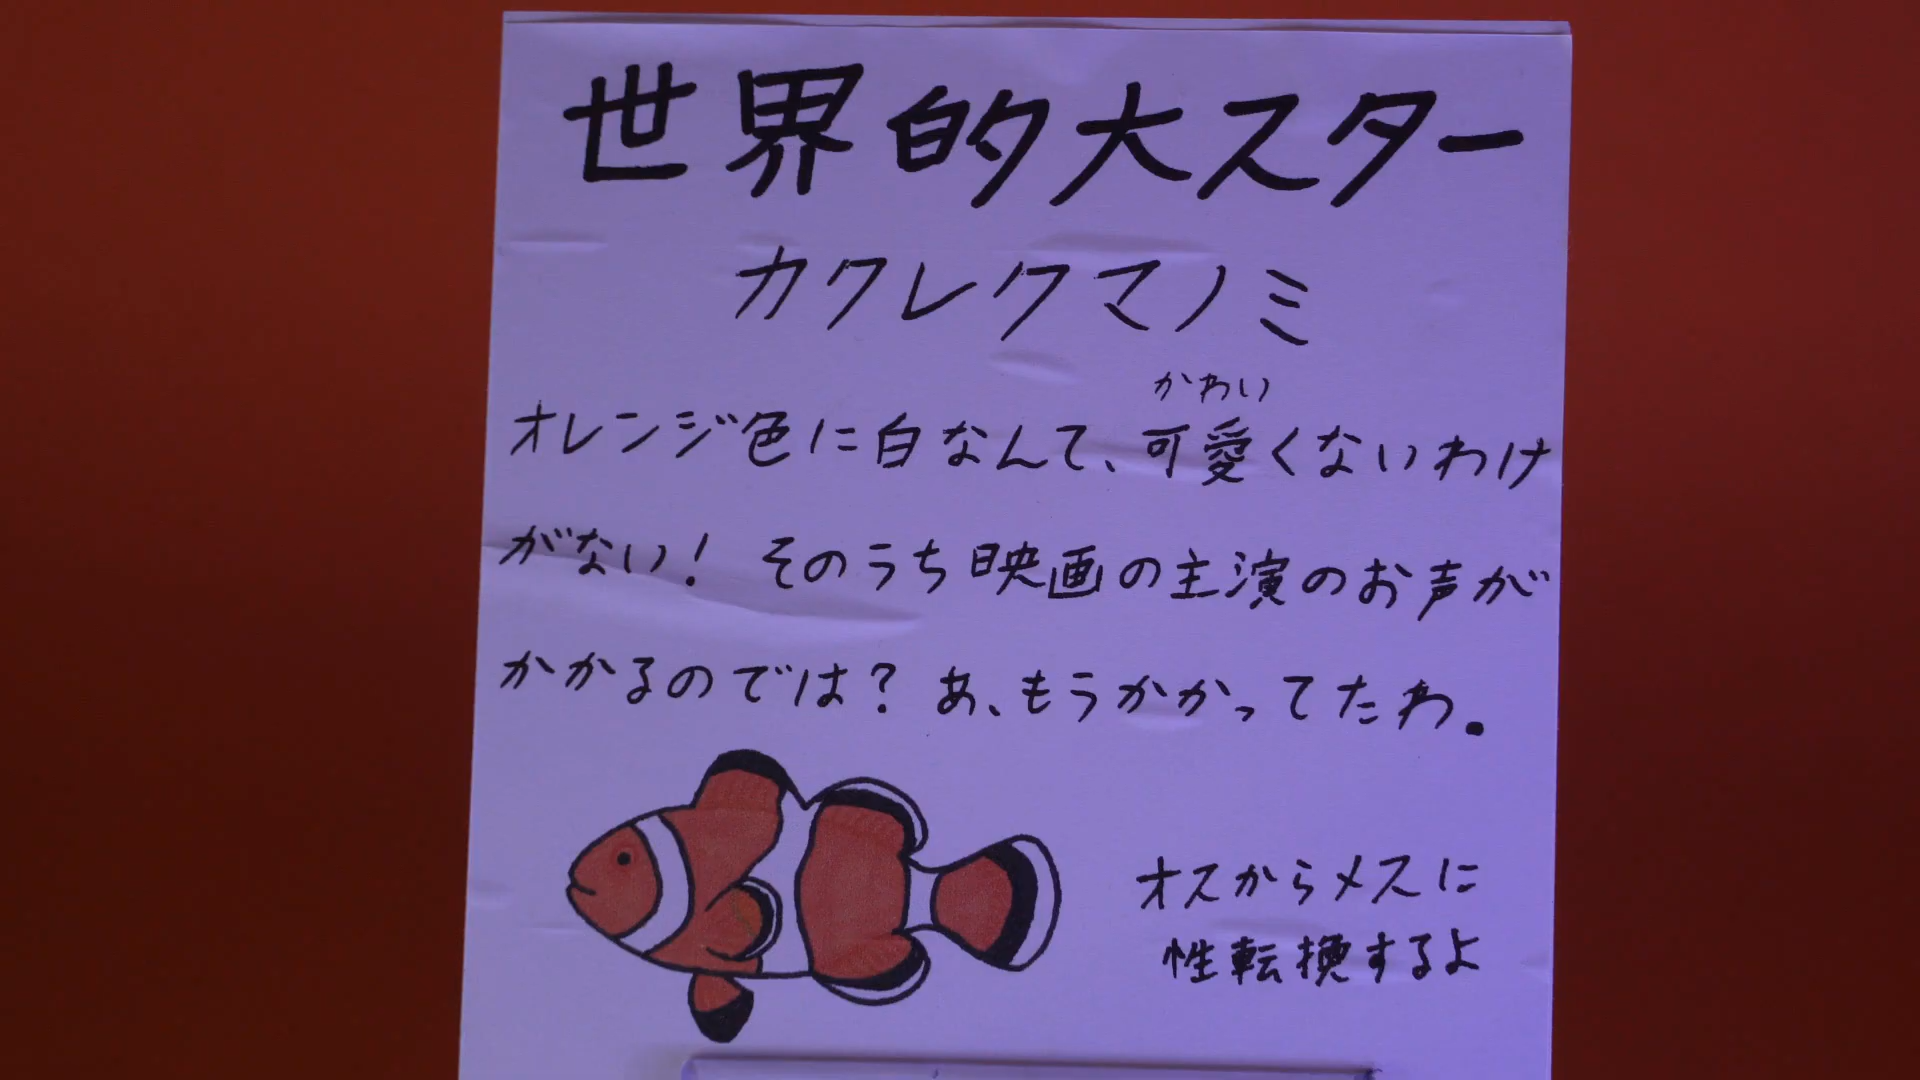 世界的大スター
カクレクマノミ
かわい
オレンジ色に白なんて、可愛くないわけ
がない! そのうち映画の主演のお声が
かかるのでは? あ、もうかかってたわ。
オスからメスに
性転換するよ